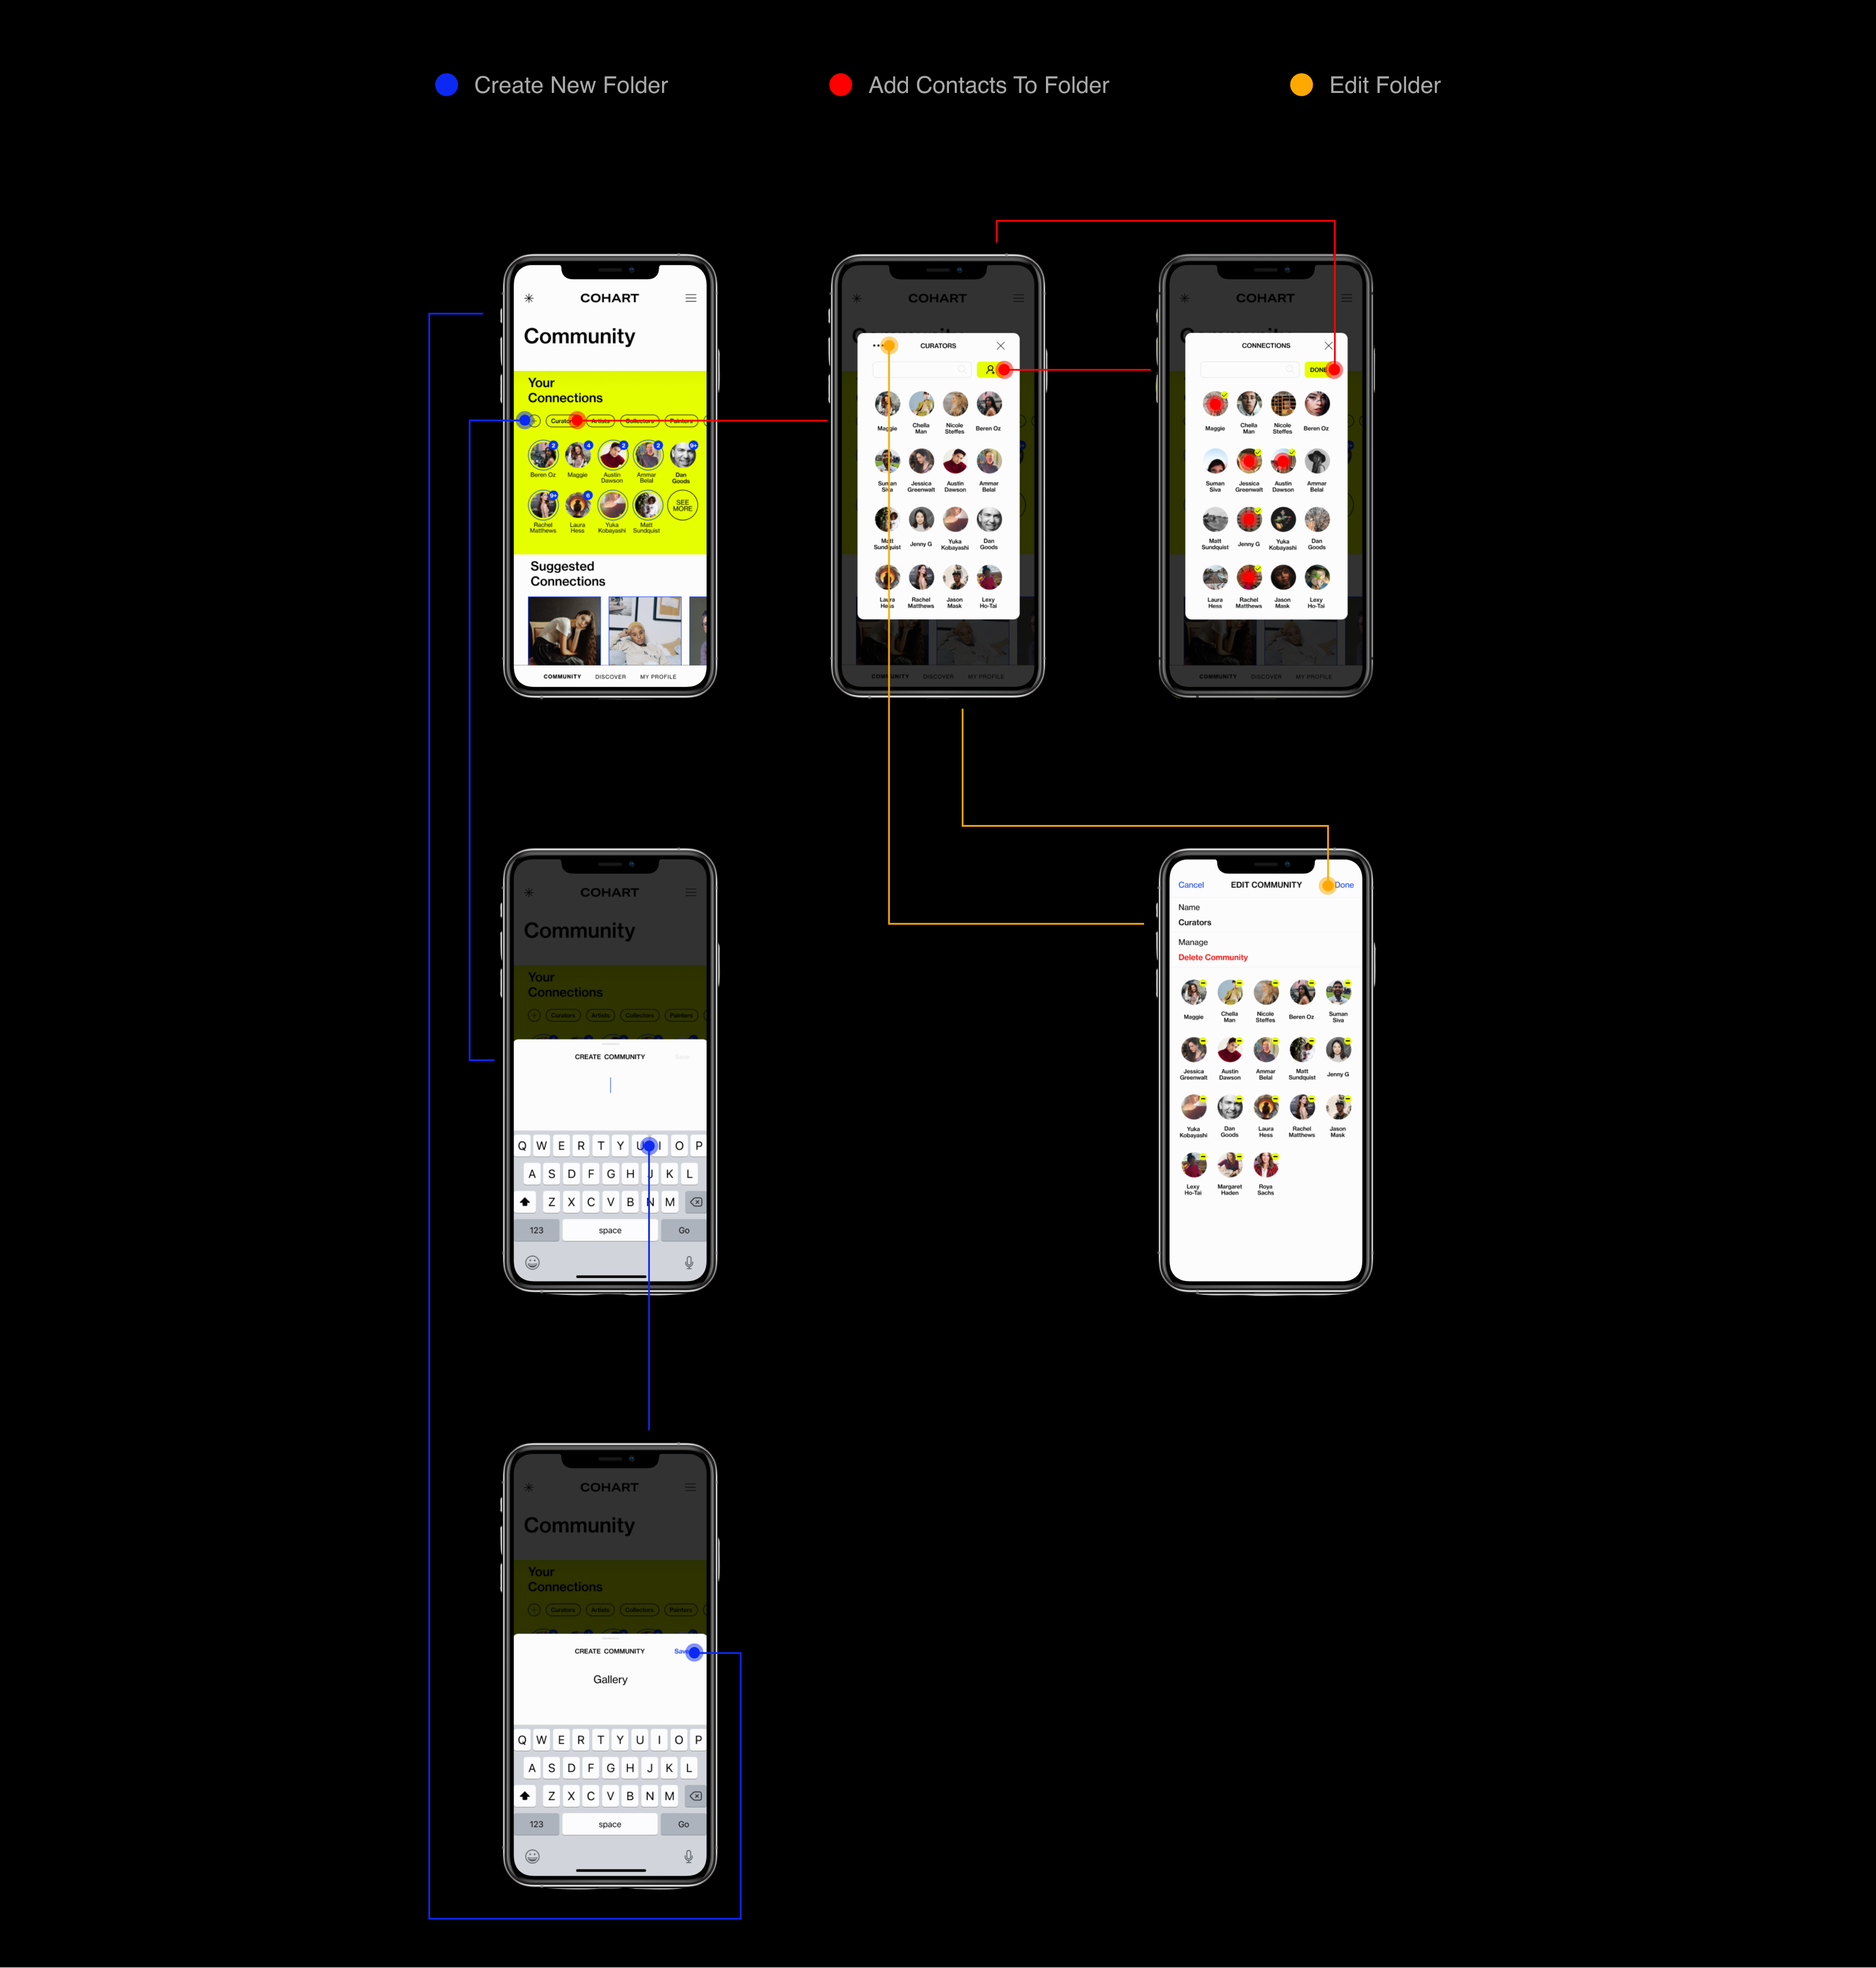 Create New Folder
Add Contacts To Folder
Edit Folder
COHART
Community
Your
Connections
Artists
Collectors
Painters
2
4
2
2
9+
Beren Oz
Maggie
Austin
Dawson
Ammar
Belal
Dan
Goods
9+
6
SEE
MORE
Rachel
Matthews
Laura
Hess
Yuka
Kobayashi
Matt
Sundquist
Suggested
Connections
COMMUNITY
DISCOVER
MY PROFILE
COHART
CURATORS
Maggie
Chella
Man
Nicole
Steffes
Beren Oz
Suman
Siva
Jessica
Greenwalt
Austin
Dawson
Ammar
Belal
Matt
Sundquist
Jenny G
Yuka
Kobayashi
Dan
Goods
Laura
Hess
Rachel
Matthews
Jason
Mask
Lexy
Ho-Tai
COMMUNITY
DISCOVER
MY PROFILE
COHART
CONNECTIONS
DONE
Maggie
Chella
Man
Nicole
Steffes
Beren Oz
Suman
Siva
Jessica
Greenwalt
Austin
Dawson
Ammar
Belal
Matt
Sundquist
Jenny G
Yuka
Kobayashi
Dan
Goods
Laura
Hess
Rachel
Matthews
Jason
Mask
Lexy
Ho-Tai
COMMUNITY
DISCOVER
MY PROFILE
COHART
Community
Your
Connections
Curators
Artists
Collectors
Painters
CREATE COMMUNITY
Save
Q W E R T Y U I O P
A S D F G H J K L
Z X C V B N M
123
space
Go
Cancel
EDIT COMMUNITY
Done
Name
Curators
Manage
Delete Community
Maggie
Chella
Man
Nicole
Steffes
Beren Oz
Suman
Siva
Jessica
Greenwalt
Austin
Dawson
Ammar
Belal
Matt
Sundquist
Jenny G
Yuka
Kobayashi
Dan
Goods
Laura
Hess
Rachel
Matthews
Jason
Mask
Lexy
Ho-Tai
Margaret
Haden
Roya
Sachs
COHART
Community
Your
Connections
Curators
Artists
Collectors
Painters
CREATE COMMUNITY
Save
Gallery
Q W E R T Y U I O P
A S D F G H J K L
Z X C V B N M
123
space
Go